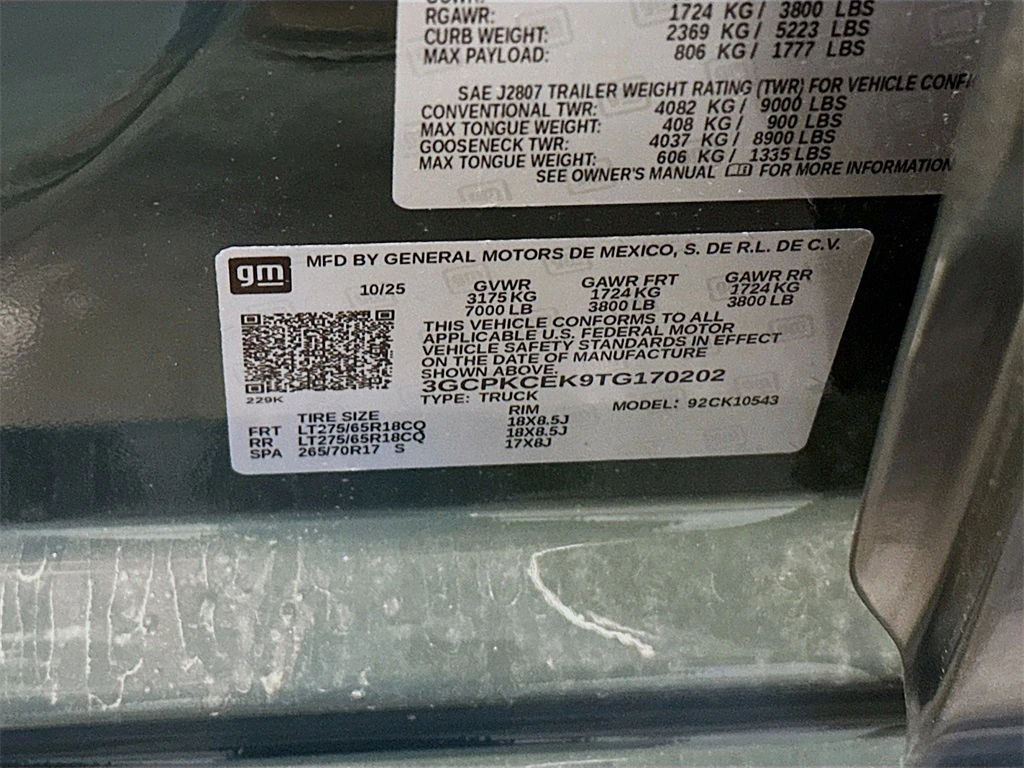 RGAWR: 1724 KG / 3800 LBS
CURB WEIGHT: 2369 KG / 5223 LBS
MAX PAYLOAD: 806 KG / 1777 LBS
SAE J2807 TRAILER WEIGHT RATING (TWR) FOR VEHICLE
CONVENTIONAL TWR: 4082 KG / 9000 LBS
MAX TONGUE WEIGHT: 408 KG / 900 LBS
GOOSENECK TWR: 4037 KG / 8900 LBS
MAX TONGUE WEIGHT: 606 KG / 1335 LBS
SEE OWNER'S MANUAL FOR MORE INFORMATION
gm MFD BY GENERAL MOTORS DE MEXICO, S. DE R.L. DE C.V.
10/25 GVWR GAWR FRT GAWR RR
3175 KG 1724 KG 1724 KG
7000 LB 3800 LB 3800 LB
THIS VEHICLE CONFORMS TO ALL
APPLICABLE U.S. FEDERAL MOTOR
VEHICLE SAFETY STANDARDS IN EFFECT
ON THE DATE OF MANUFACTURE
SHOWN ABOVE.
3GCPKCEK9TG170202
229K TYPE: TRUCK MODEL: 92CK10543
TIRE SIZE RIM
FRT LT275/65R18CQ 18X8.5J
RR LT275/65R18CQ 18X8.5J
SPA 265/70R17 S 17X8J